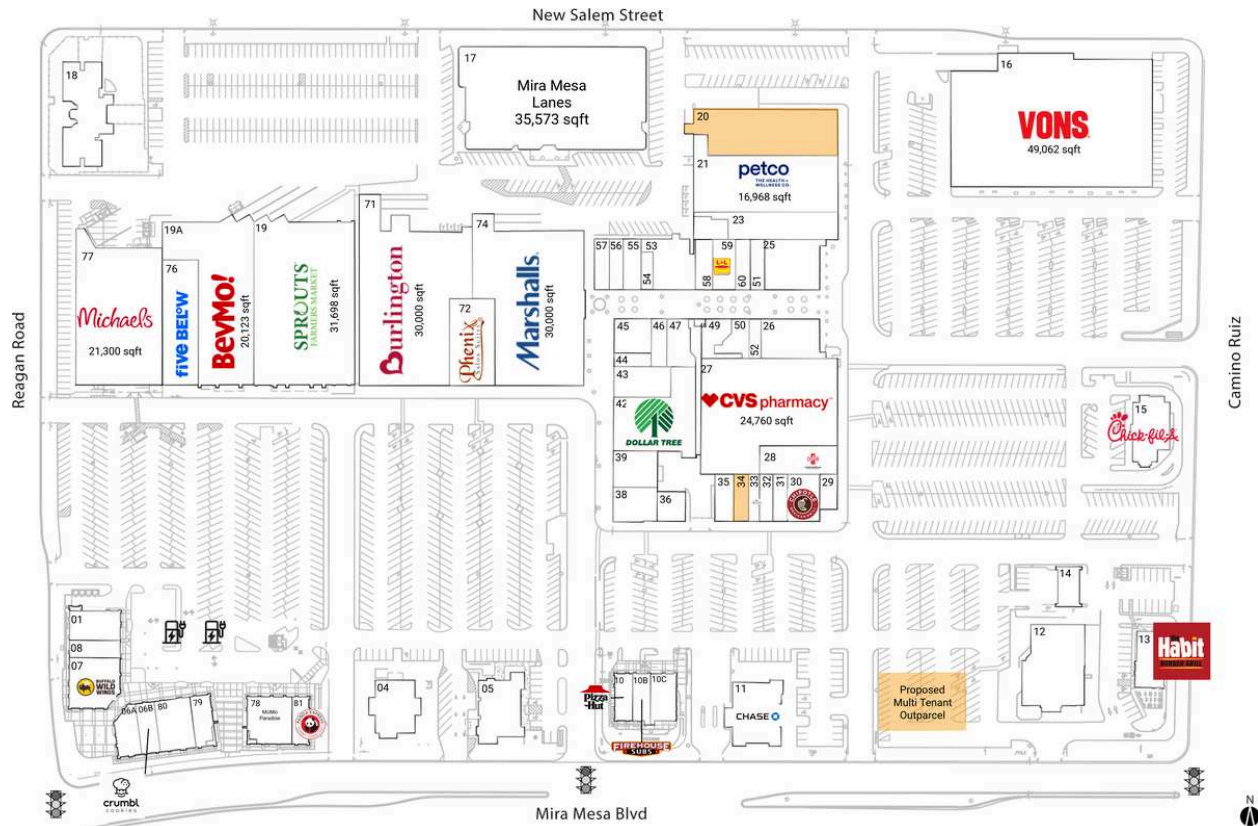 New Salem Street
18
17
Mira Mesa
Lanes
35,573 sqft
16
VONS
49,062 sqft
20
21
petco
THE HEALTH +
WELLNESS CO.
16,968 sqft
23
77
Michaels
21,300 sqft
19A
76
five BELOW
BevMo!
20,123 sqft
19
SPROUTS
FARMERS MARKET
31,698 sqft
71
Burlington
30,000 sqft
72
Phenix
Salon Suites
74
Marshalls
30,000 sqft
57
56
55
53
54
58
L&L
59
60
51
25
45
46
47
49
50
52
26
44
43
42
DOLLAR TREE
27
CVS pharmacy
24,760 sqft
28
39
38
36
35
34
33
32
31
30
CHIPOTLE
29
15
Chick-fil-A
Reagan Road
Camino Ruiz
01
08
07
BUFFALO
WILD
WINGS
06A
06B
80
79
crumbl
cookies
78
MoMo
Paradise
81
04
05
Pizza
Hut
10
10B
10C
FIREHOUSE
SUBS
11
CHASE
Proposed
Multi Tenant
Outparcel
12
14
13
The Habit
BURGER GRILL
Mira Mesa Blvd
N